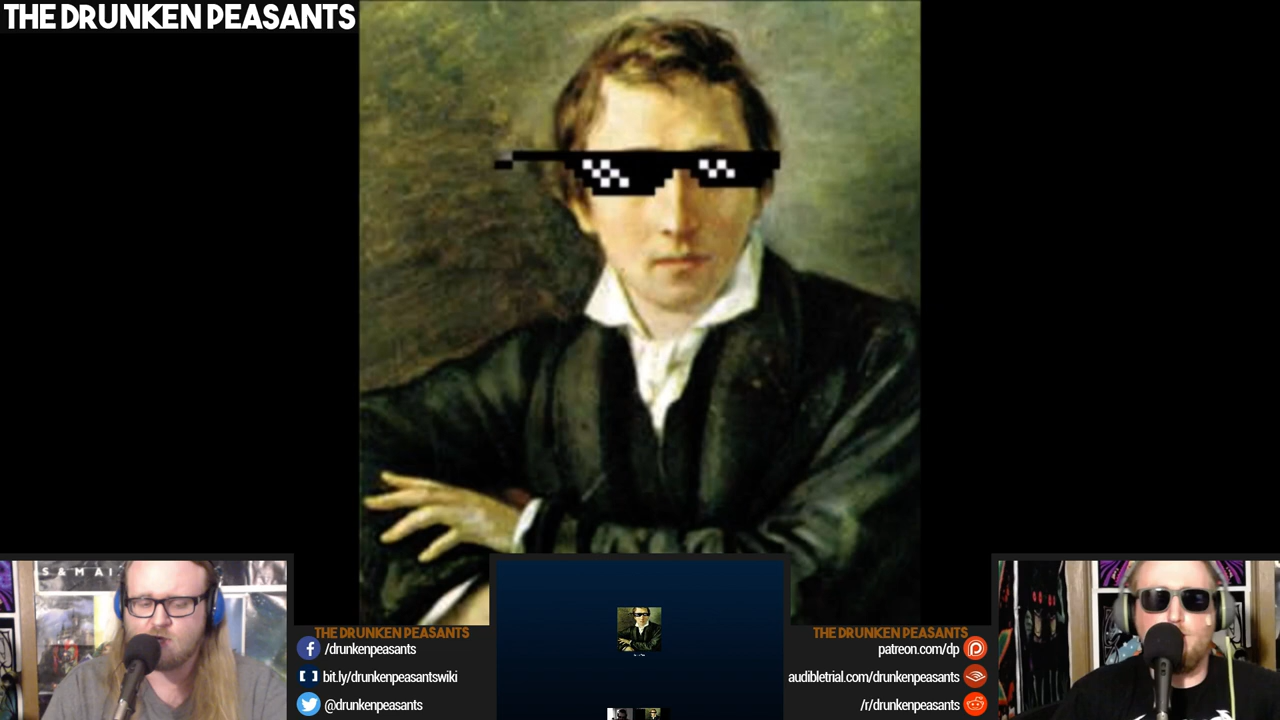 THE DRUNKEN PEASANTS
S & M A I
THE DRUNKEN PEASANTS
/drunkenpeasants
bit.ly/drunkenpeasantswiki
@drunkenpeasants
THE DRUNKEN PEASANTS
patreon.com/dp
audibletrial.com/drunkenpeasants
/r/drunkenpeasants